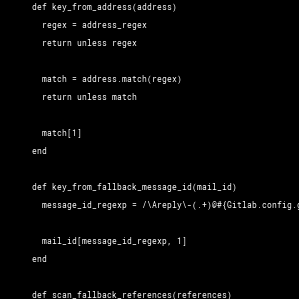 def key_from_address(address)
regex = address_regex
return unless regex
match = address.match(regex)
return unless match
match[1]
end
def key_from_fallback_message_id(mail_id)
message_id_regexp = /\Areply\-(.+)@#{Gitlab.config.g
mail_id[message_id_regexp, 1]
end
def scan_fallback_references(references)